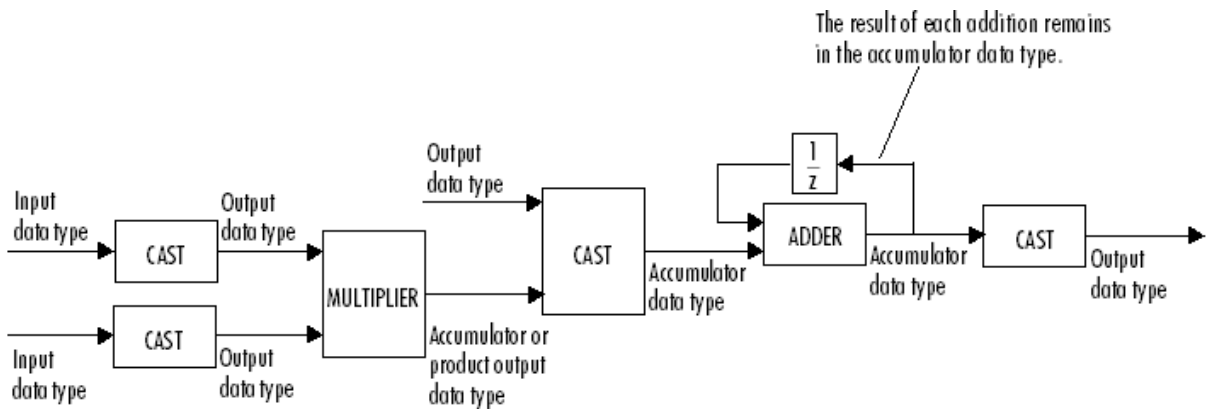 The result of each addition remains
in the accumulator data type.
1
z
Output
data type
Input
data type
Output
data type
CAST
CAST
ADDER
CAST
MULTIPLIER
Accumulator
data type
Accumulator
data type
Output
data type
CAST
Input
data type
Output
data type
Accumulator or
product output
data type